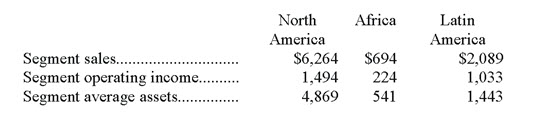 North Africa Latin
America America
Segment sales.............................. $6,264 $694 $2,089
Segment operating income.......... 1,494 224 1,033
Segment average assets............... 4,869 541 1,443